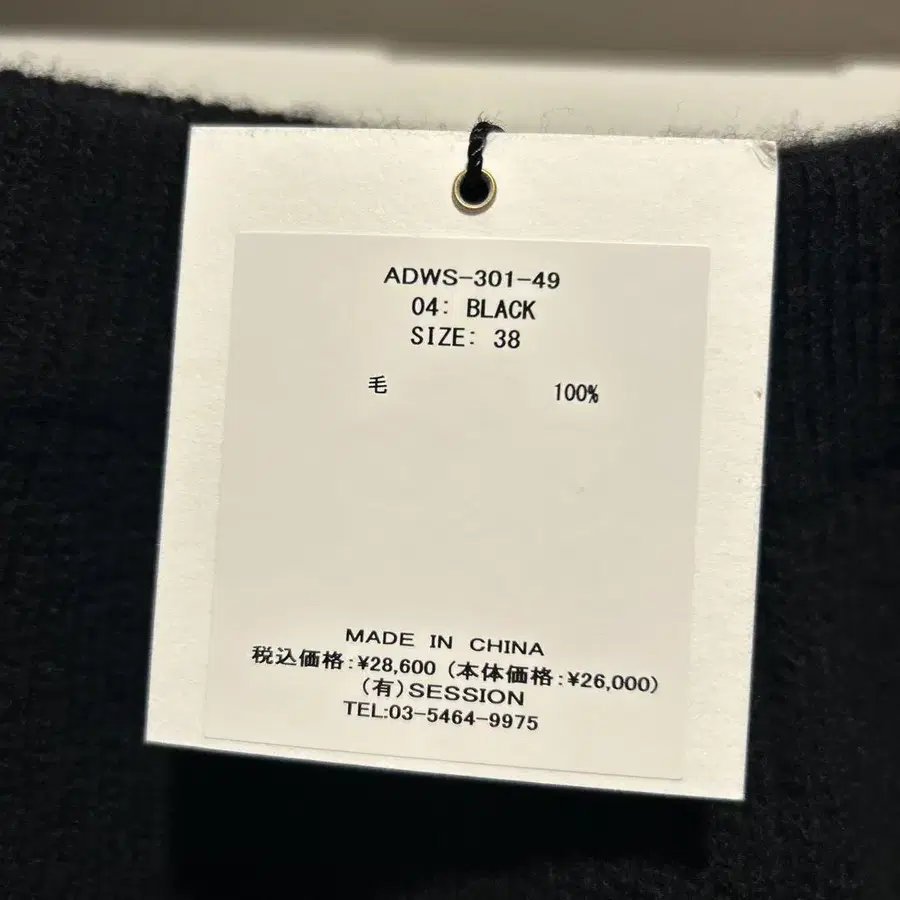 ADWS-301-49
04: BLACK
SIZE: 38
毛 100%
MADE IN CHINA
税込価格:¥28,600 (本体価格:¥26,000)
(有)SESSION
TEL:03-5464-9975